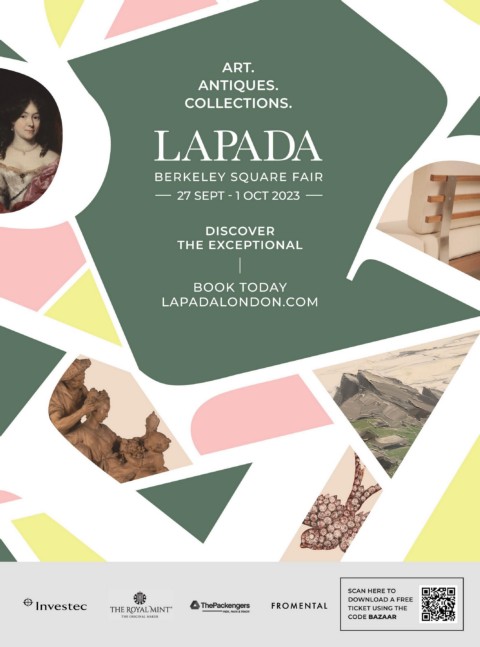 ART.
ANTIQUES.
COLLECTIONS.
LAPADA
BERKELEY SQUARE FAIR
27 SEPT - 1 OCT 2023
DISCOVER
THE EXCEPTIONAL
BOOK TODAY
LAPADALONDON.COM
Investec
THE ROYAL MINT®
THE ORIGINAL MAKER
ThePackengers
FROMENTAL
SCAN HERE TO
DOWNLOAD A FREE
TICKET USING THE
CODE BAZAAR